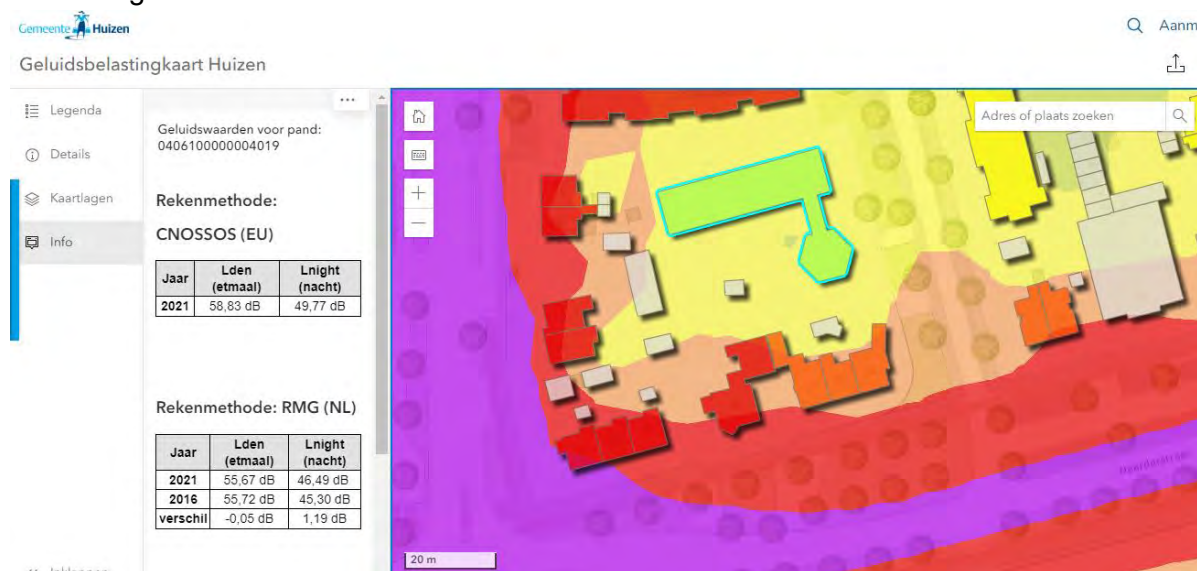 Gemeente Huizen
Aanm
Geluidsbelastingkaart Huizen
Legenda
Details
Kaartlagen
Info
Geluidswaarden voor pand:
0406100000004019
Rekenmethode:
CNOSSOS (EU)
Jaar Lden (etmaal) Lnight (nacht)
2021 58,83 dB 49,77 dB
Rekenmethode: RMG (NL)
Jaar Lden (etmaal) Lnight (nacht)
2021 55,67 dB 46,49 dB
2016 55,72 dB 45,30 dB
verschil -0,05 dB 1,19 dB
Adres of plaats zoeken
20 m